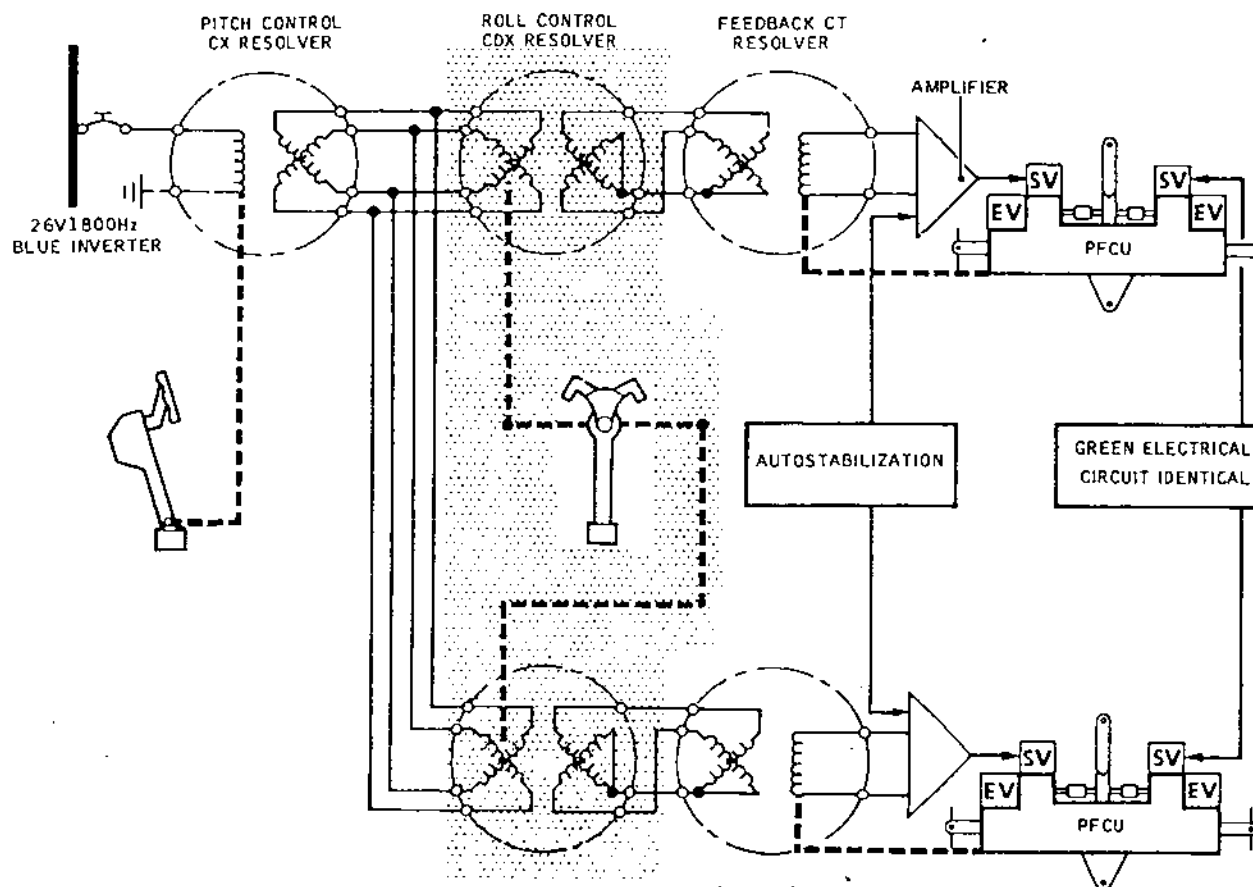 PITCH CONTROL
CX RESOLVER
ROLL CONTROL
CDX RESOLVER
FEEDBACK CT
RESOLVER
AMPLIFIER
26V1800Hz
BLUE INVERTER
SV
SV
EV
EV
PFCU
AUTOSTABILIZATION
GREEN ELECTRICAL
CIRCUIT IDENTICAL
SV
SV
EV
EV
PFCU